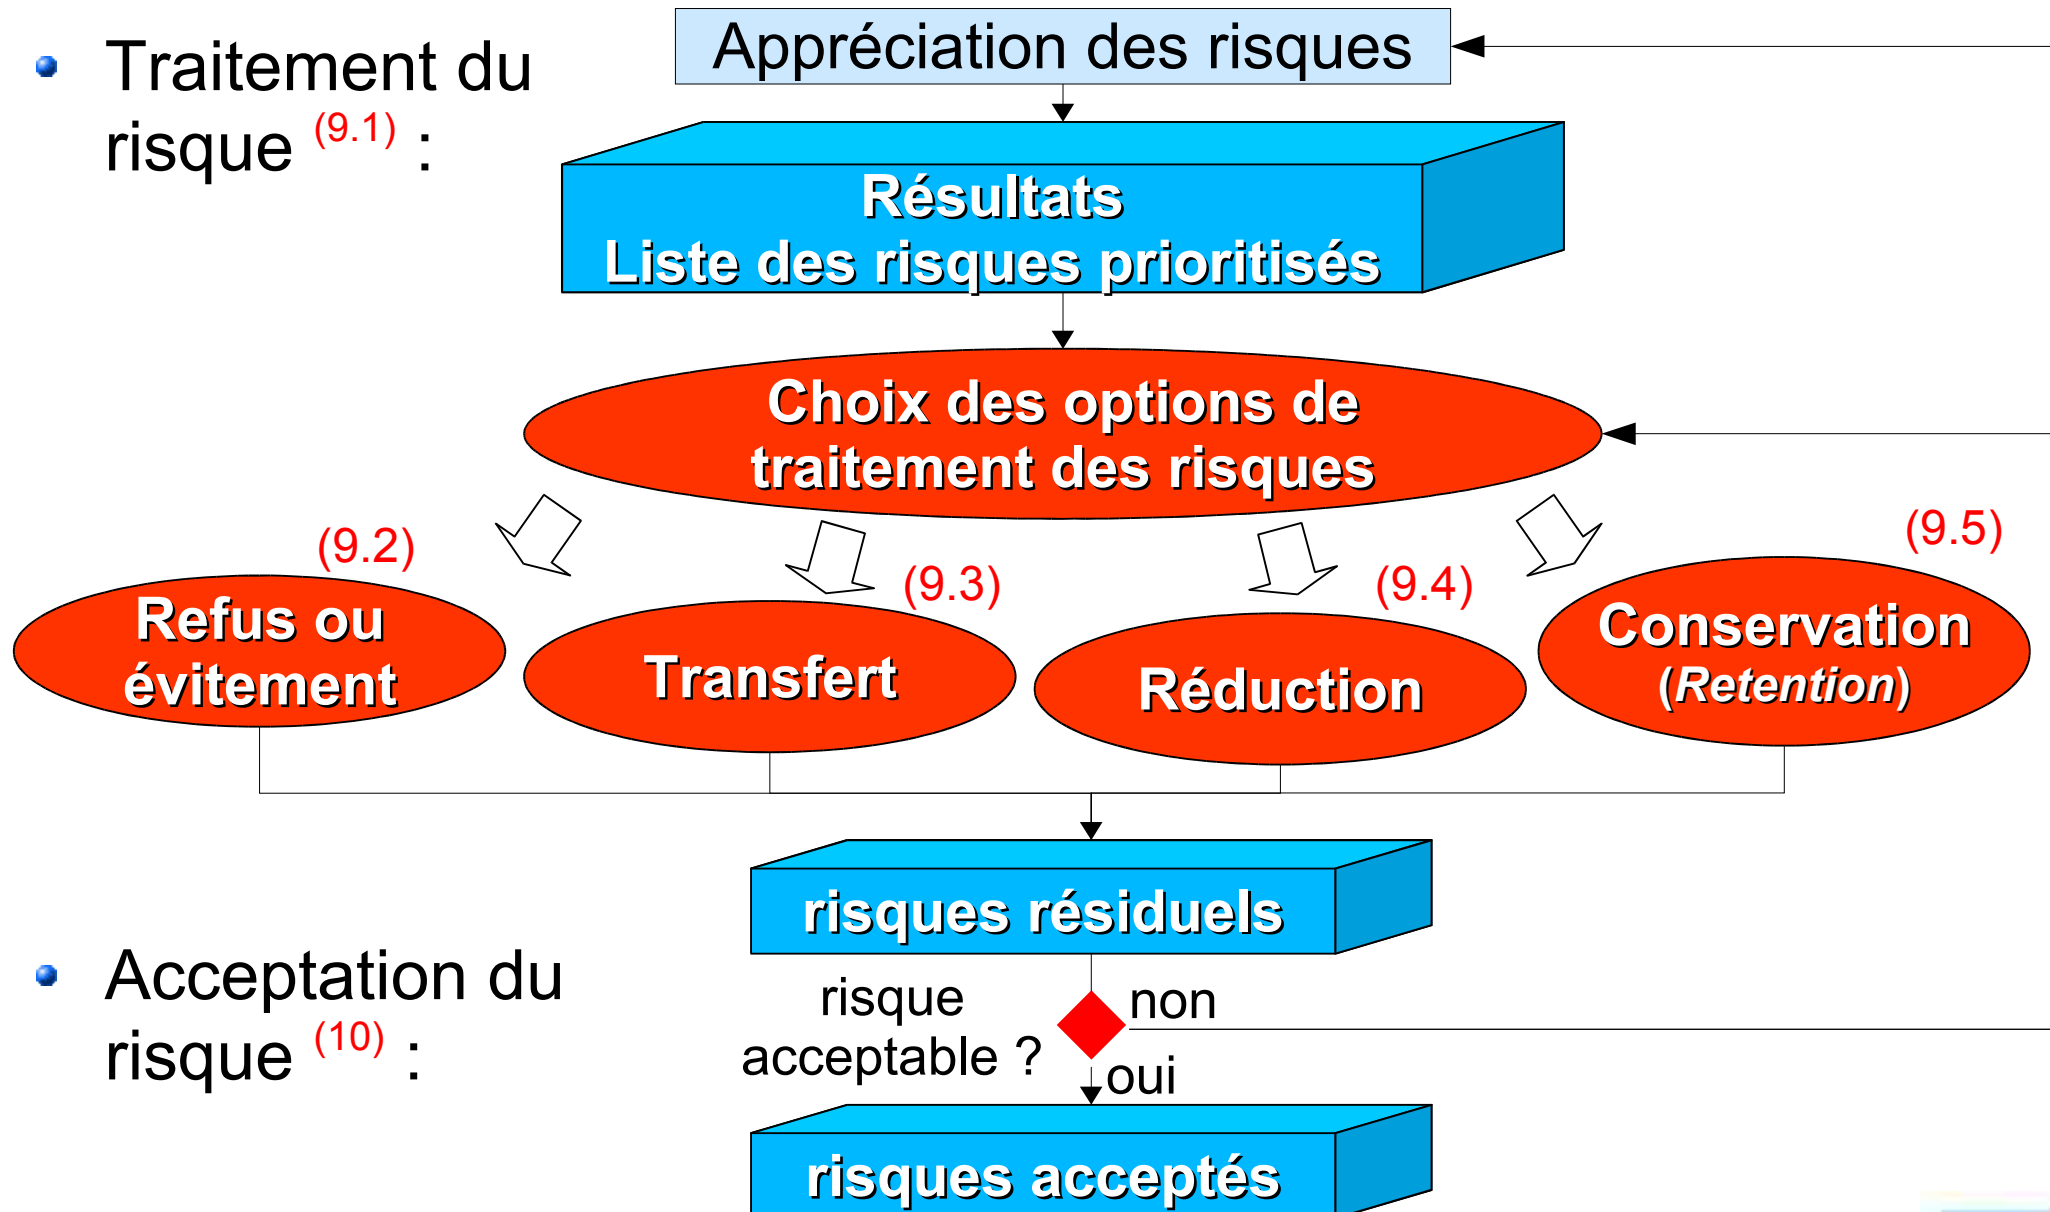 Appréciation des risques
Traitement du
risque (9.1) :
Résultats
Liste des risques prioritisés
Choix des options de
traitement des risques
(9.2)
(9.3)
(9.4)
(9.5)
Refus ou
évitement
Transfert
Réduction
Conservation
(Retention)
risques résiduels
Acceptation du
risque (10) :
risque
acceptable ?
non
oui
risques acceptés